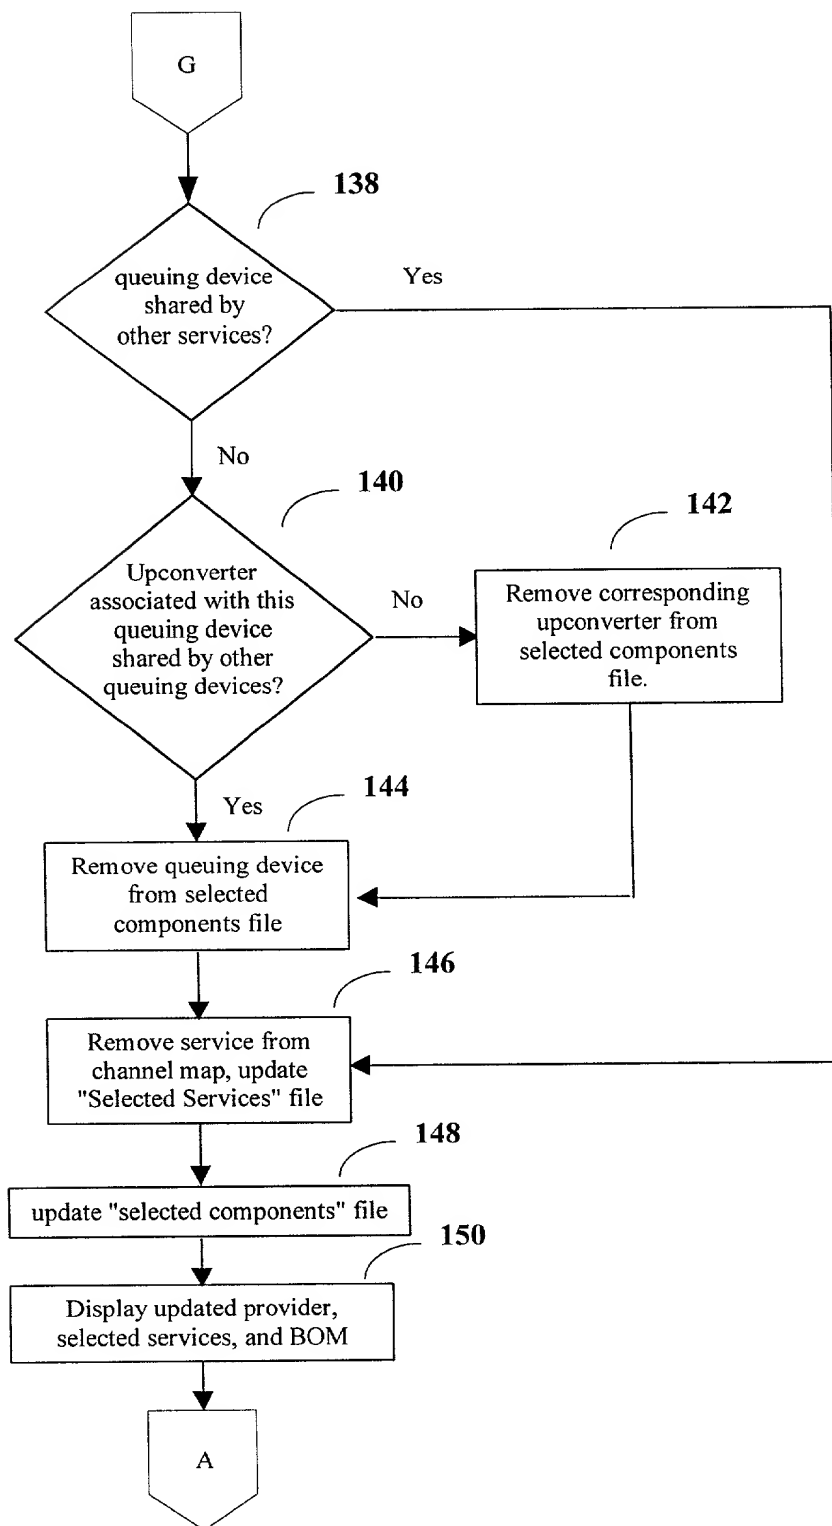 G
138
queuing device
shared by
other services?
Yes
No
140
Upconverter
associated with this
queuing device
shared by other
queuing devices?
No
142
Remove corresponding
upconverter from
selected components
file.
Yes
144
Remove queuing device
from selected
components file
146
Remove service from
channel map, update
"Selected Services" file
148
update "selected components" file
150
Display updated provider,
selected services, and BOM
A